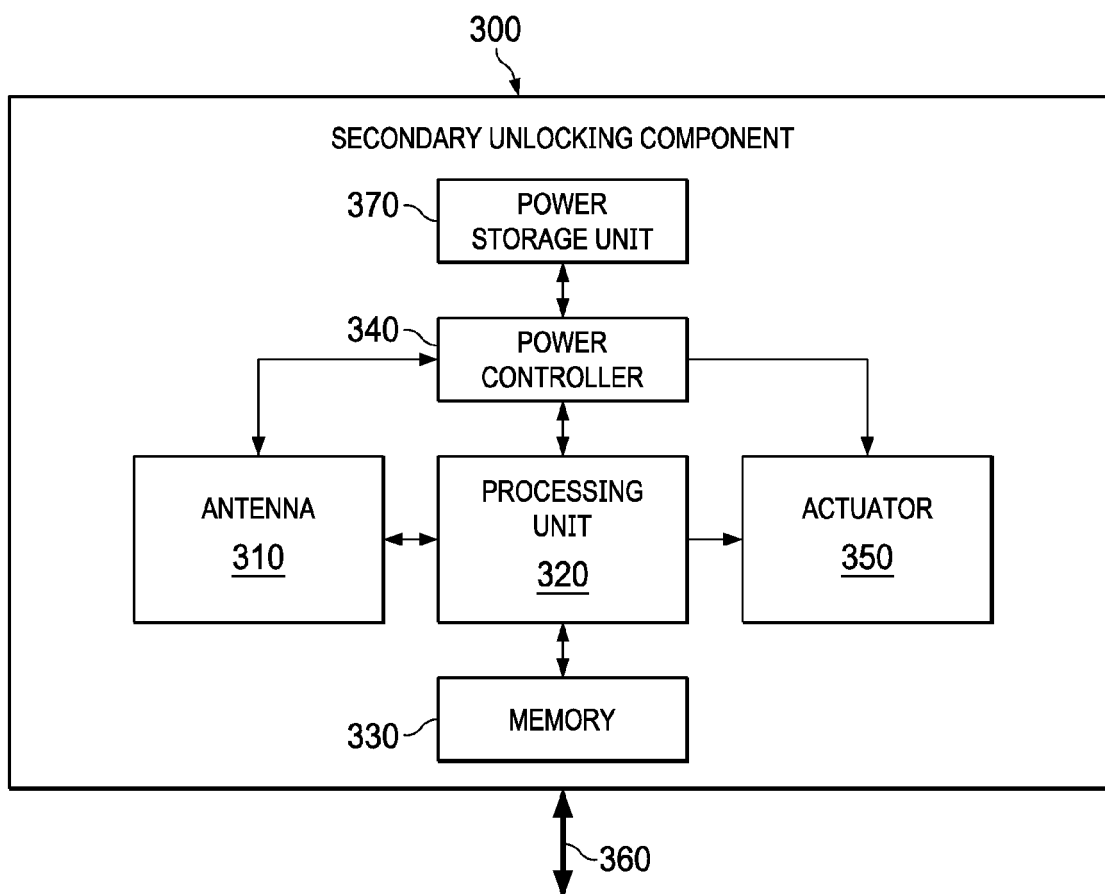 300
SECONDARY UNLOCKING COMPONENT
370
POWER
STORAGE UNIT
340
POWER
CONTROLLER
ANTENNA
310
PROCESSING
UNIT
320
ACTUATOR
350
330
MEMORY
360